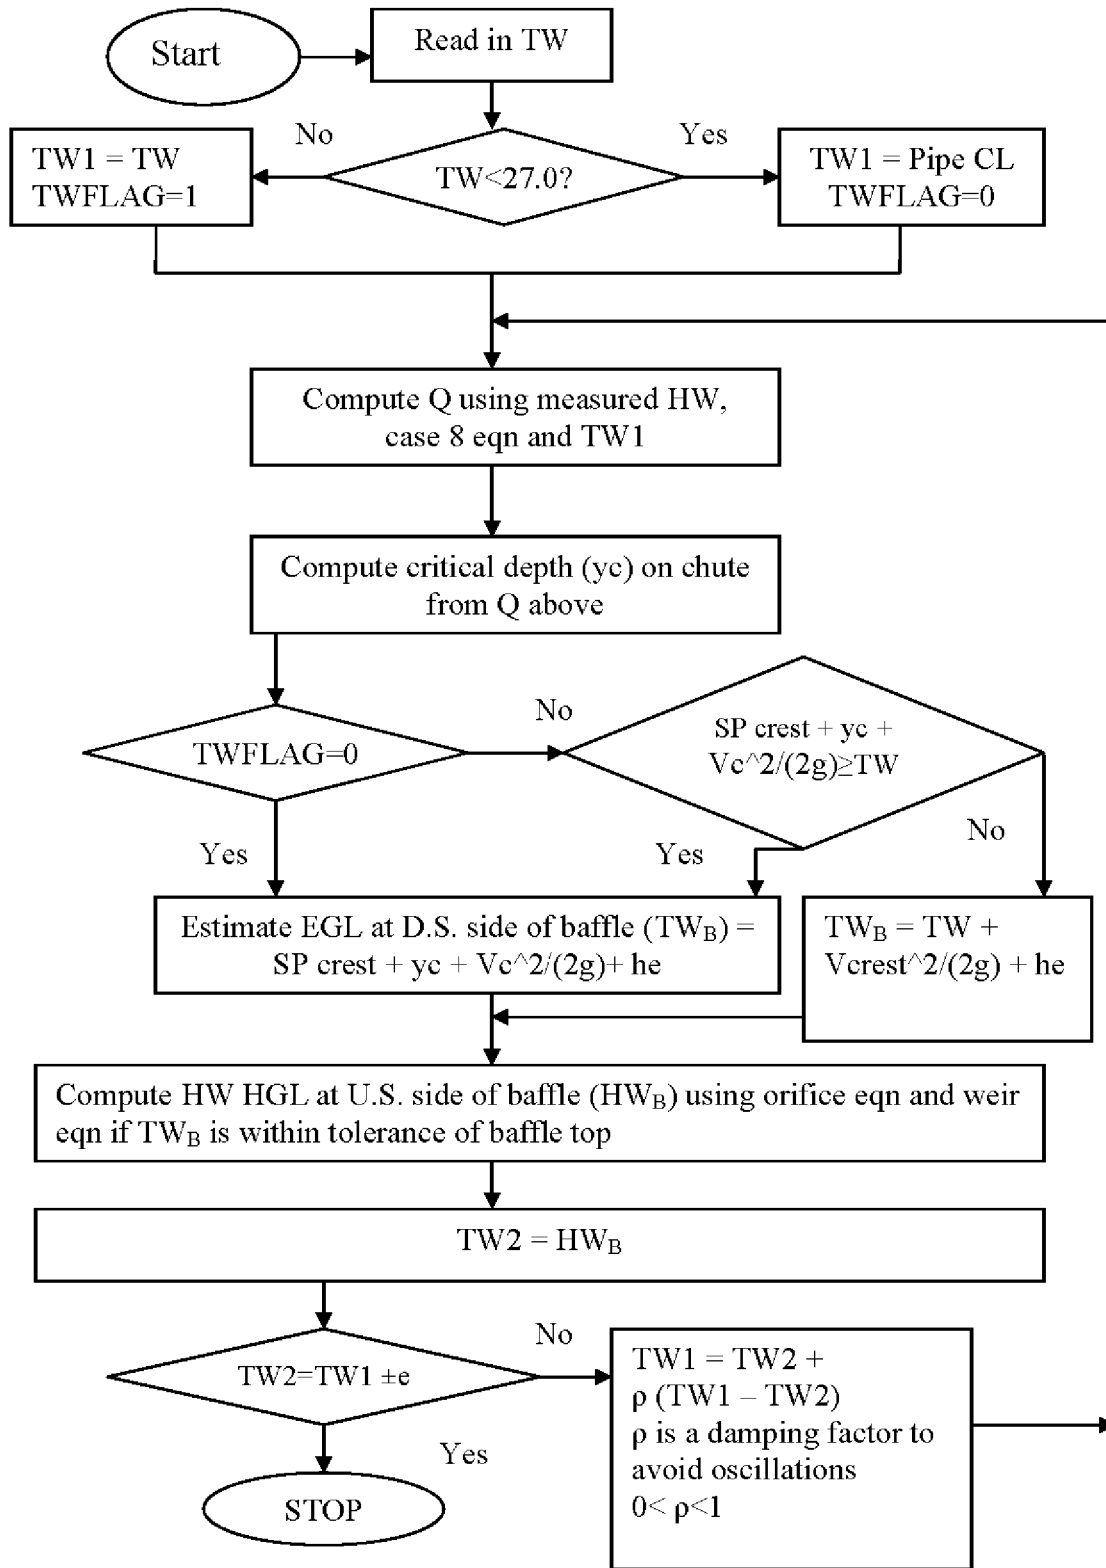 Start
Read in TW
No
Yes
TW1 = TW
TWFLAG=1
TW<27.0?
TW1 = Pipe CL
TWFLAG=0
Compute Q using measured HW,
case 8 eqn and TW1
Compute critical depth (yc) on chute
from Q above
TWFLAG=0
No
SP crest + yc +
Vc^2/(2g)≥TW
Yes
Yes
No
Estimate EGL at D.S. side of baffle (TWB) =
SP crest + yc + Vc^2/(2g)+ he
TWB = TW +
Vcrest^2/(2g) + he
Compute HW HGL at U.S. side of baffle (HWB) using orifice eqn and weir
eqn if TWB is within tolerance of baffle top
TW2 = HWB
TW2=TW1 ±e
No
Yes
TW1 = TW2 +
ρ (TW1 – TW2)
ρ is a damping factor to
avoid oscillations
0< ρ<1
STOP